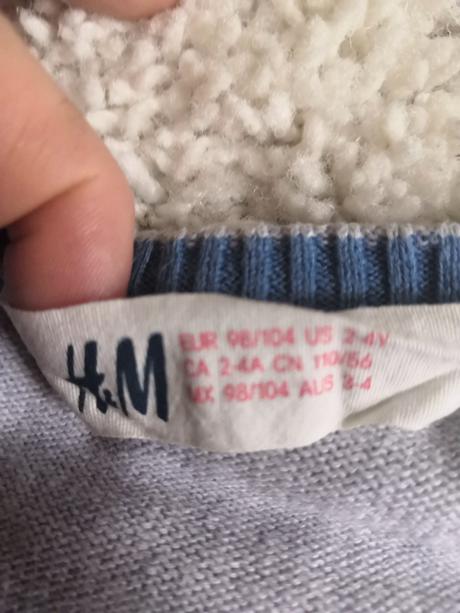 H&M
EUR 98/104 US 2-4Y
CA 2-4A CN 110/56
MX 98/104 AUS 3-4